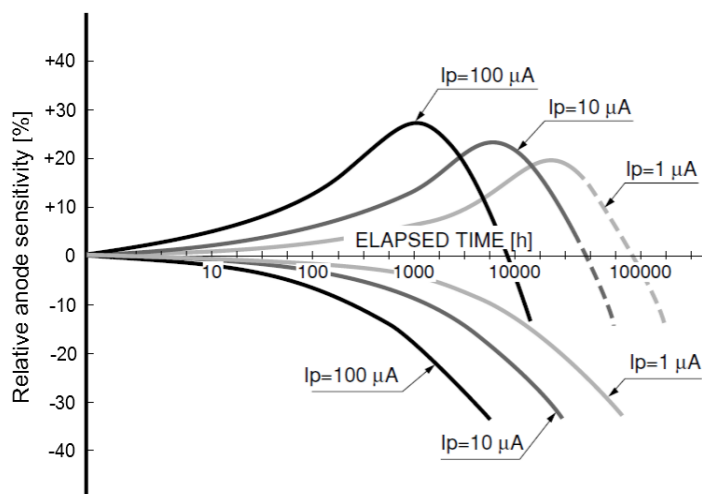 Relative anode sensitivity [%]
+50
+40
+30
+20
+10
0
-10
-20
-30
-40
Ip=100 µA
Ip=10 µA
Ip=1 µA
ELAPSED TIME [h]
10
100
1000
10000
100000
Ip=100 µA
Ip=10 µA
Ip=1 µA